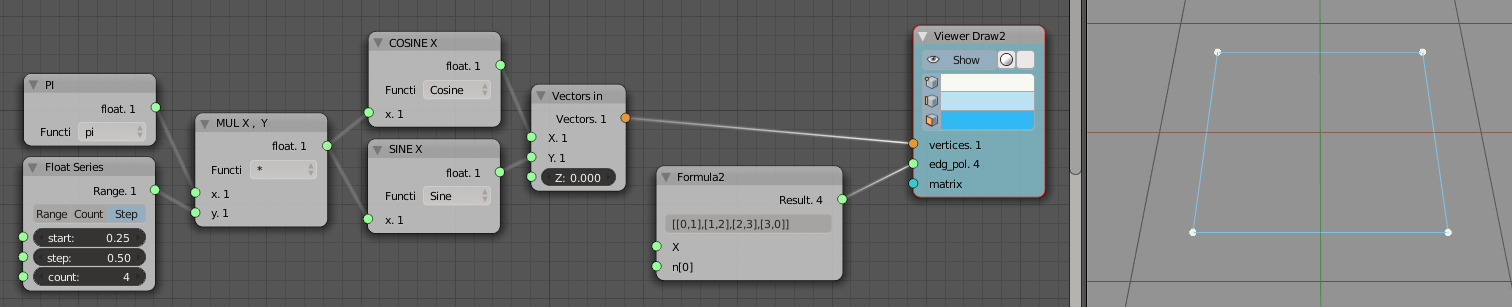 PI
float. 1
Functi pi
Float Series
Range. 1
Range Count Step
start: 0.25
step: 0.50
count: 4
MUL X , Y
float. 1
Functi *
x. 1
y. 1
COSINE X
float. 1
Functi Cosine
x. 1
SINE X
float. 1
Functi Sine
x. 1
Vectors in
Vectors. 1
X. 1
Y. 1
Z: 0.000
Formula2
Result. 4
[[0,1],[1,2],[2,3],[3,0]]
X
n[0]
Viewer Draw2
Show
vertices. 1
edg_pol. 4
matrix